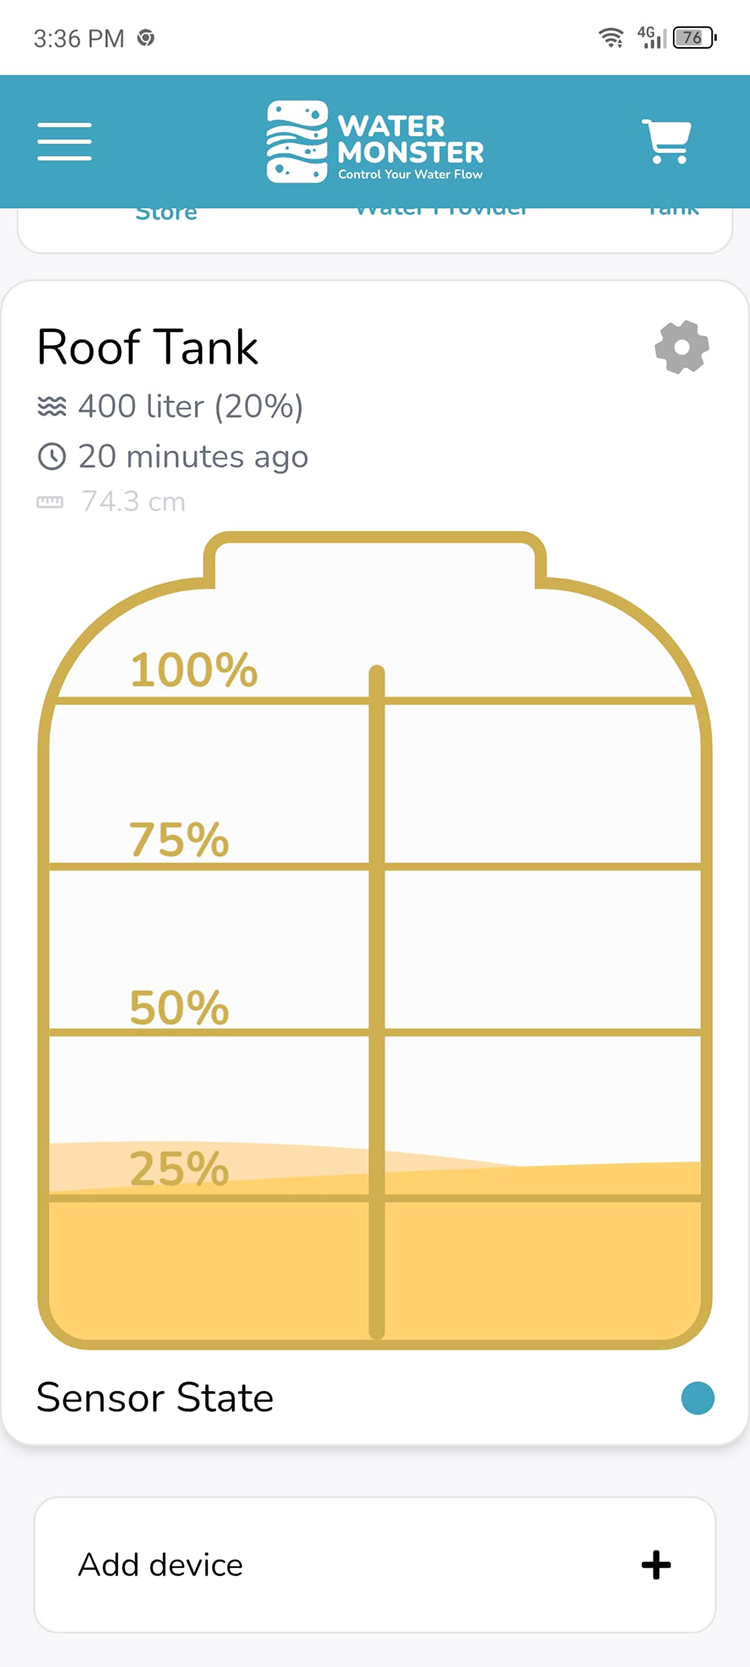 3:36 PM
4G
76
WATER
MONSTER
Control Your Water Flow
Store Water Provider Tank
Roof Tank
400 liter (20%)
20 minutes ago
74.3 cm
100%
75%
50%
25%
Sensor State
Add device